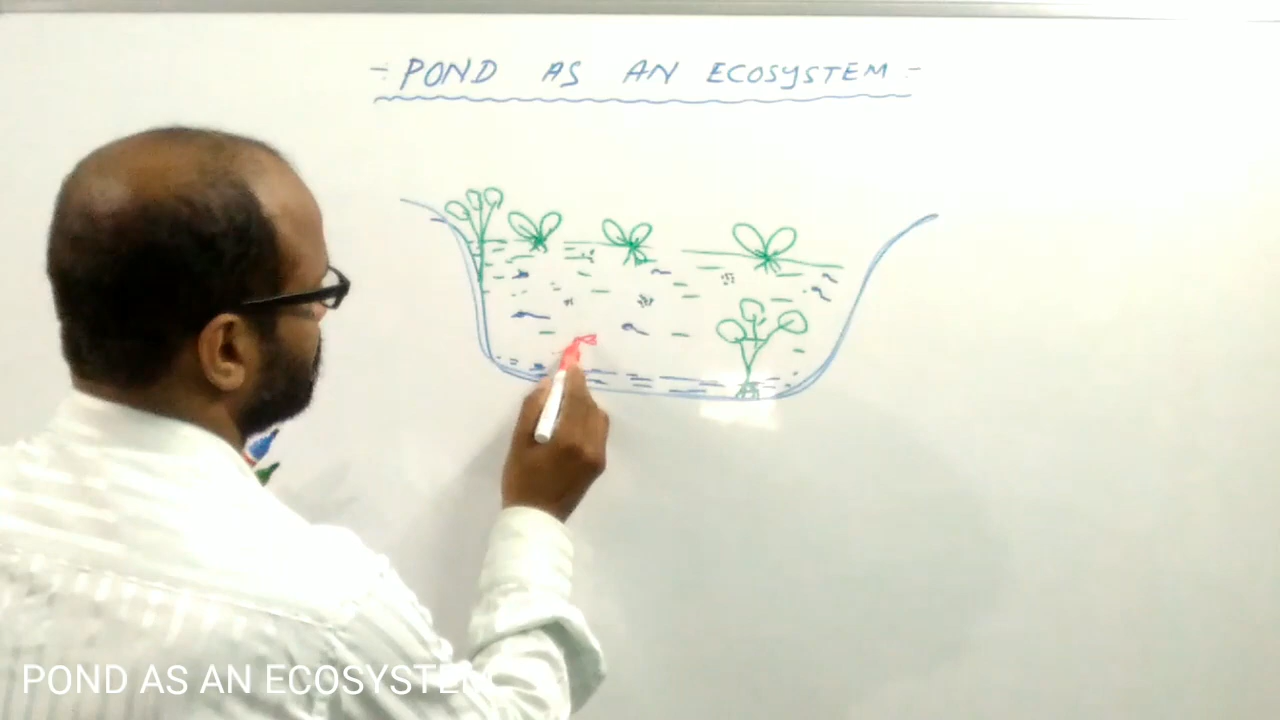 - POND AS AN ECOSYSTEM -
POND AS AN ECOSYSTEM